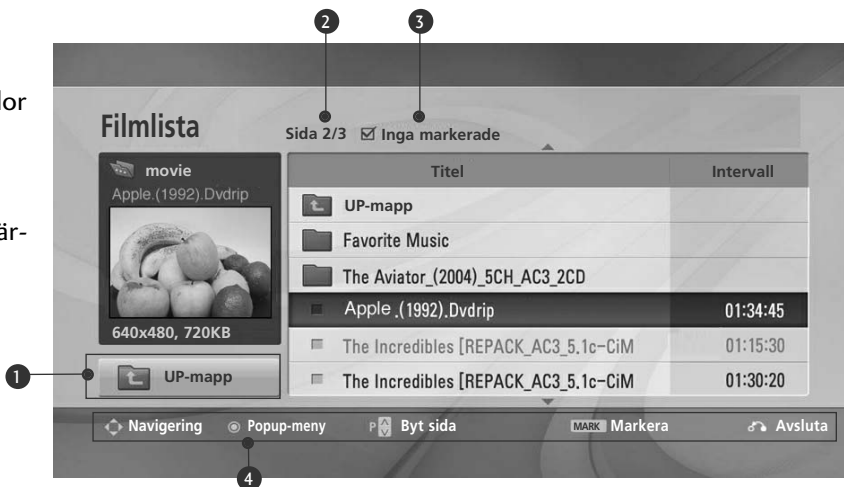 2 3
lor
Filmlista
Sida 2/3 Inga markerade
movie
Apple.(1992).Dvdrip
är-
640x480, 720KB
1
UP-mapp
Titel Intervall
UP-mapp
Favorite Music
The Aviator_(2004)_5CH_AC3_2CD
Apple .(1992).Dvdrip 01:34:45
The Incredibles [REPACK_AC3_5.1c-CiM 01:15:30
The Incredibles [REPACK_AC3_5.1c-CiM 01:30:20
Navigering Popup-meny P Byt sida MARK Markera Avsluta
4